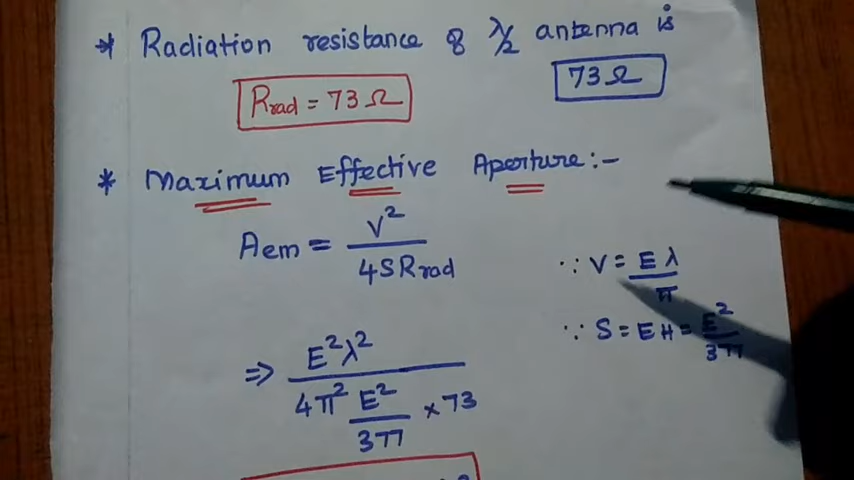 * Radiation resistance of λ/2 antenna is
Rrad = 73 Ω
73 Ω
* Maximum Effective Aperture:-
Aem = V² / 4SRrad
∵ V = Eλ / π
∵ S = EH = E² / 377
⇒ E²λ² / 4π² E²/377 × 73